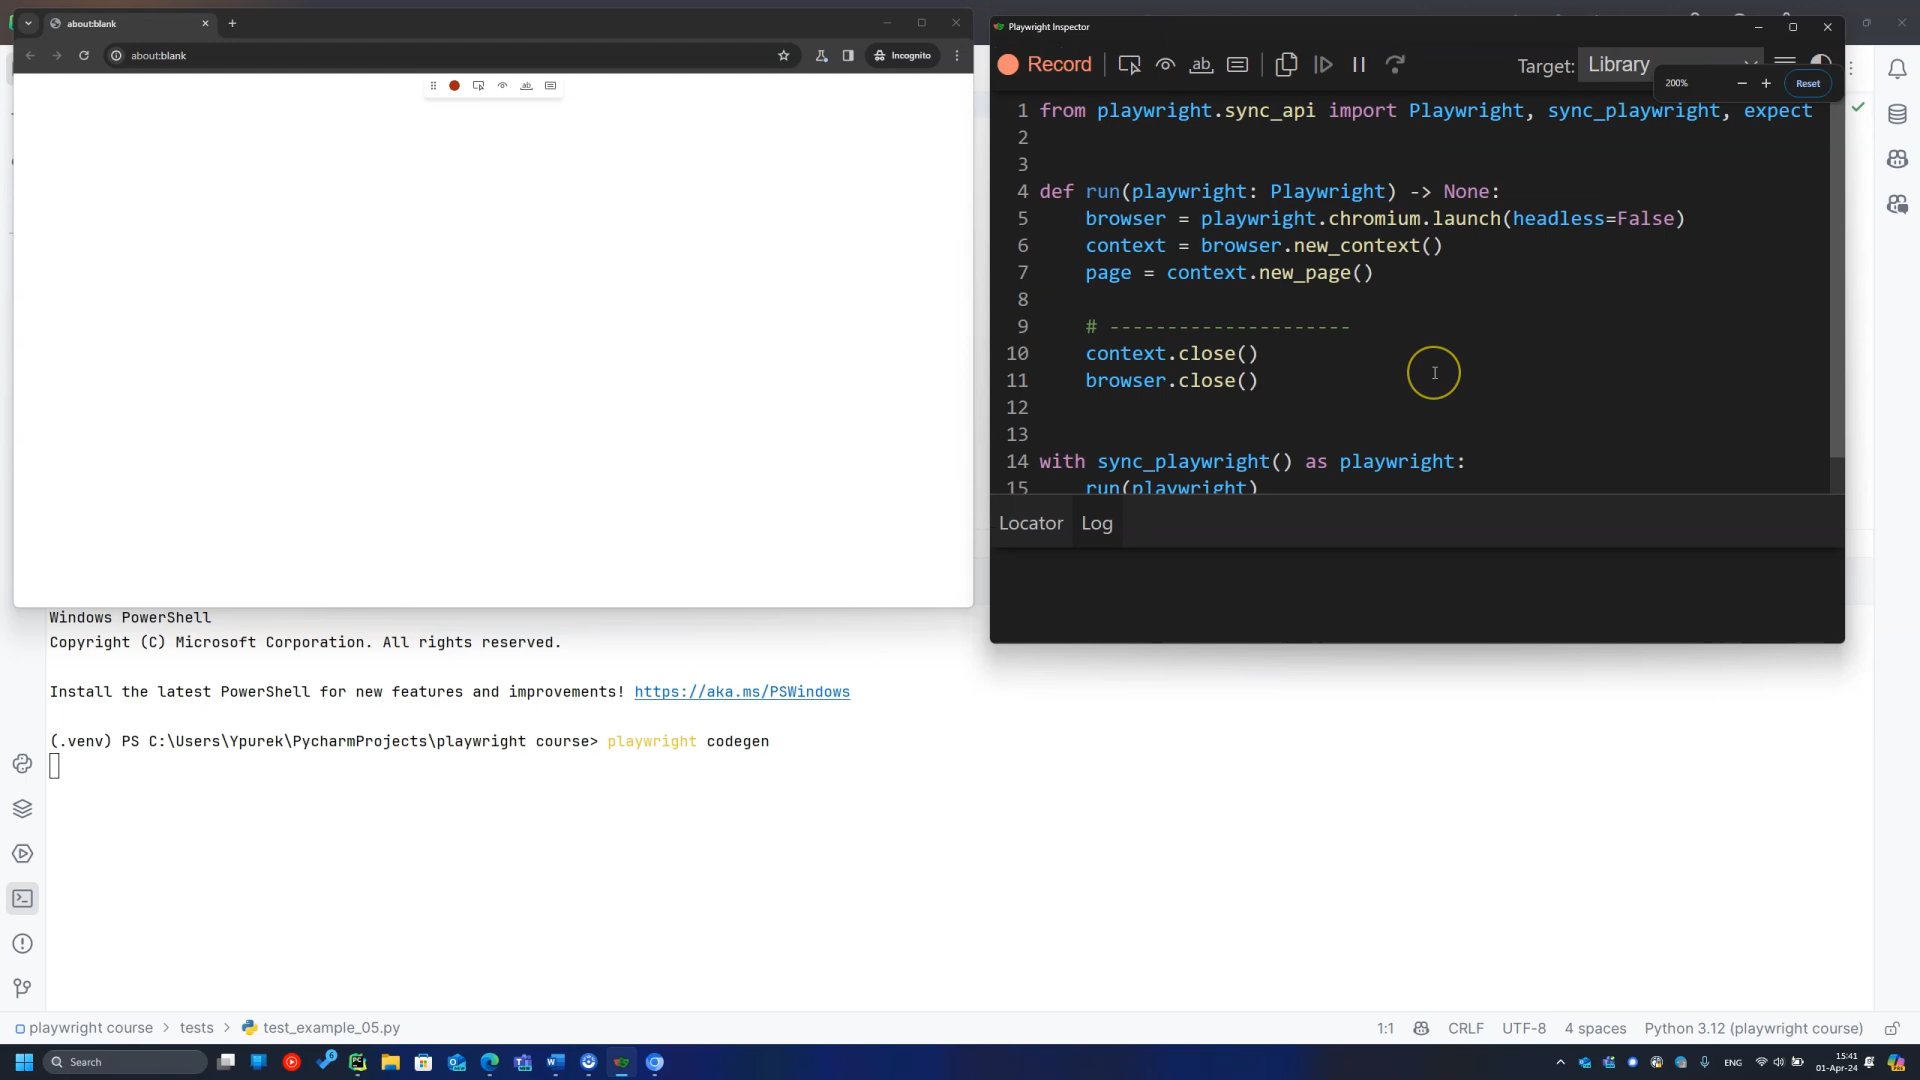 about:blank
about:blank
Incognito
Playwright Inspector
Record
Target: Library
200%
Reset
1 from playwright.sync_api import Playwright, sync_playwright, expect
2
3
4 def run(playwright: Playwright) -> None:
5 browser = playwright.chromium.launch(headless=False)
6 context = browser.new_context()
7 page = context.new_page()
8
9 # ---------------------
10 context.close()
11 browser.close()
12
13
14 with sync_playwright() as playwright:
15 run(playwright)
Locator Log
Windows PowerShell
Copyright (C) Microsoft Corporation. All rights reserved.
Install the latest PowerShell for new features and improvements! https://aka.ms/PSWindows
(.venv) PS C:\Users\Ypurek\PycharmProjects\playwright course> playwright codegen
playwright course > tests > test_example_05.py
1:1 CRLF UTF-8 4 spaces Python 3.12 (playwright course)
Search
ENG
15:41
01-Apr-24